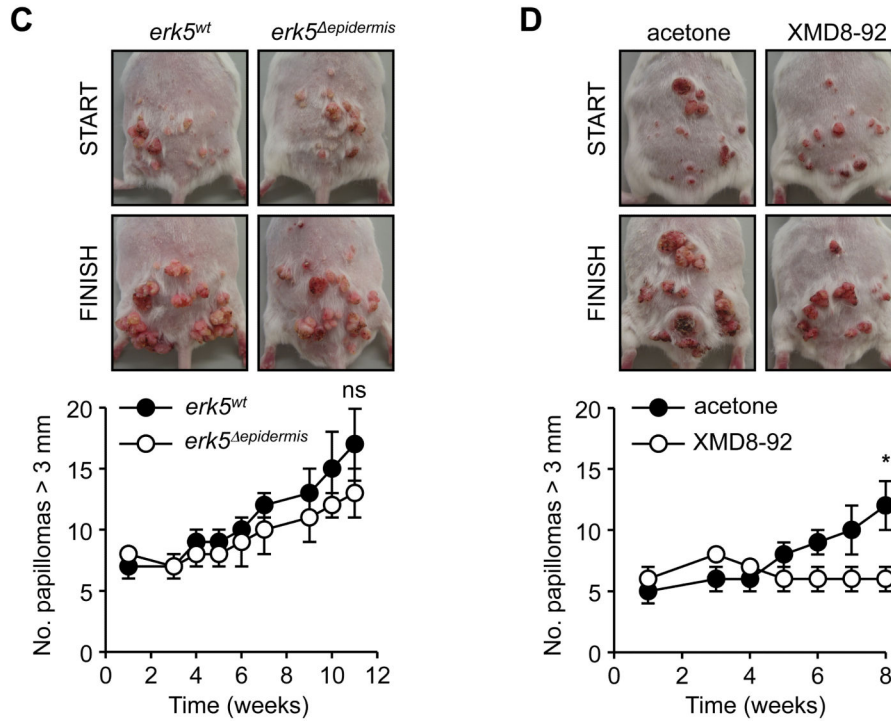 C
erk5wt erk5Δepidermis
START
FINISH
ns
erk5wt
erk5Δepidermis
No. papillomas > 3 mm
20
15
10
5
0
0 2 4 6 8 10 12
Time (weeks)
D
acetone XMD8-92
START
FINISH
acetone
XMD8-92
*
No. papillomas > 3 mm
20
15
10
5
0
0 2 4 6 8
Time (weeks)